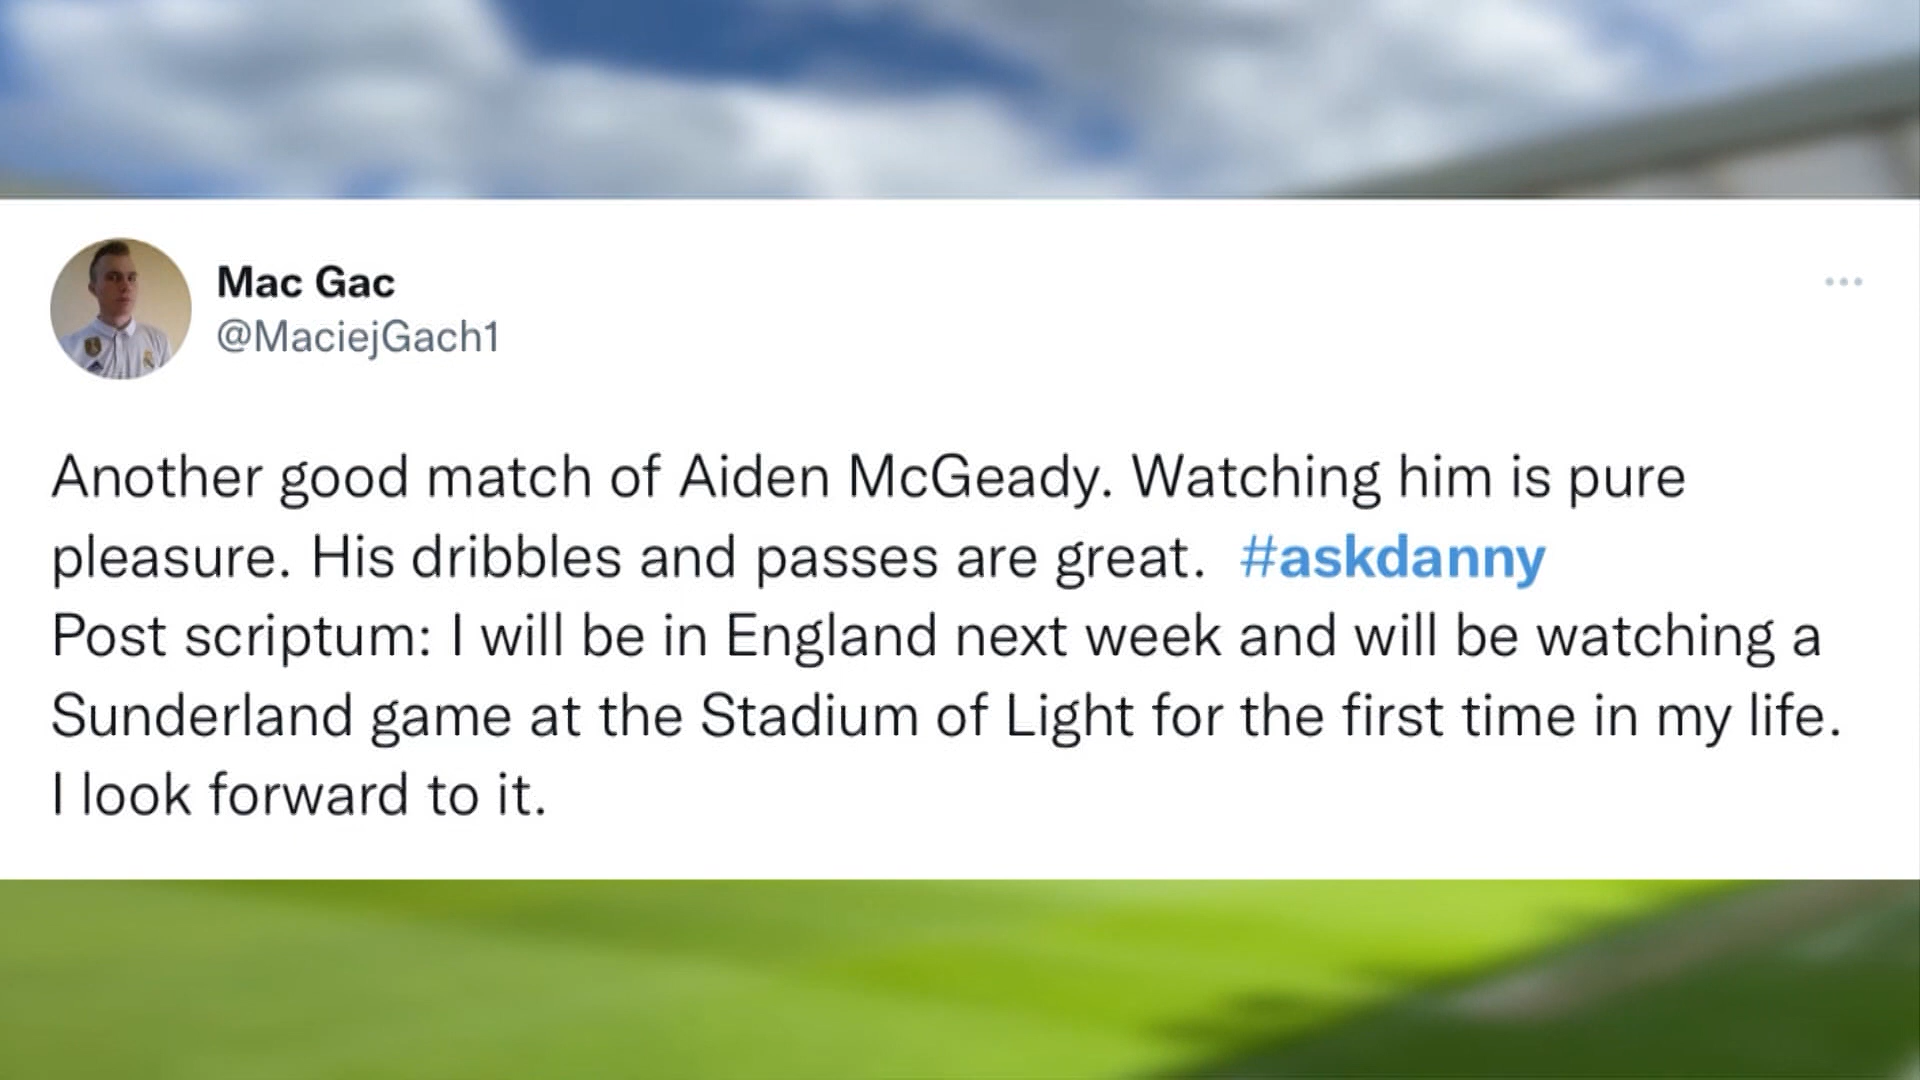 Mac Gac
@MaciejGach1
Another good match of Aiden McGeady. Watching him is pure
pleasure. His dribbles and passes are great. #askdanny
Post scriptum: I will be in England next week and will be watching a
Sunderland game at the Stadium of Light for the first time in my life.
I look forward to it.